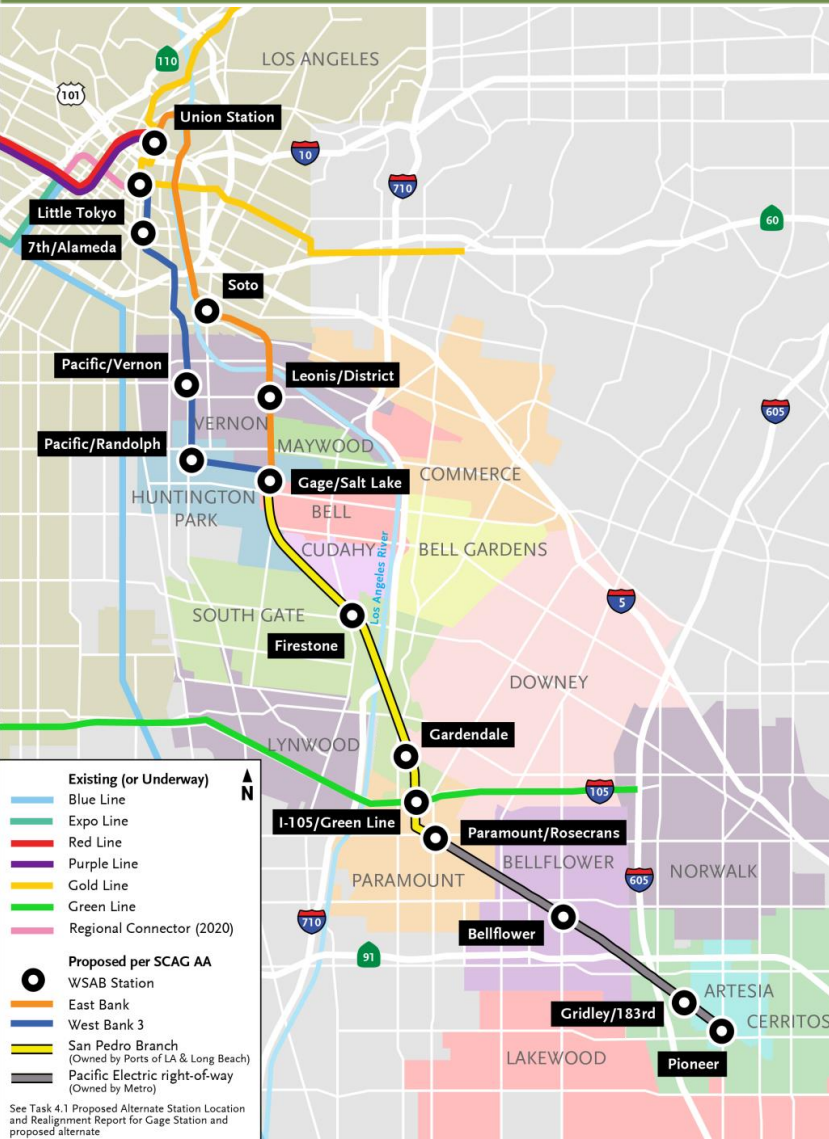 LOS ANGELES
110
101
Union Station
10
710
60
Little Tokyo
7th/Alameda
Soto
Pacific/Vernon
Leonis/District
605
VERNON
Pacific/Randolph
MAYWOOD
COMMERCE
Gage/Salt Lake
HUNTINGTON
PARK
BELL
CUDAHY
BELL GARDENS
Los Angeles River
5
SOUTH GATE
Firestone
DOWNEY
Gardendale
LYNWOOD
105
I-105/Green Line
Paramount/Rosecrans
BELLFLOWER
605
NORWALK
PARAMOUNT
710
Bellflower
91
ARTESIA
Gridley/183rd
CERRITOS
LAKEWOOD
Pioneer
Existing (or Underway)
N
Blue Line
Expo Line
Red Line
Purple Line
Gold Line
Green Line
Regional Connector (2020)
Proposed per SCAG AA
WSAB Station
East Bank
West Bank 3
San Pedro Branch
(Owned by Ports of LA & Long Beach)
Pacific Electric right-of-way
(Owned by Metro)
See Task 4.1 Proposed Alternate Station Location
and Realignment Report for Gage Station and
proposed alternate